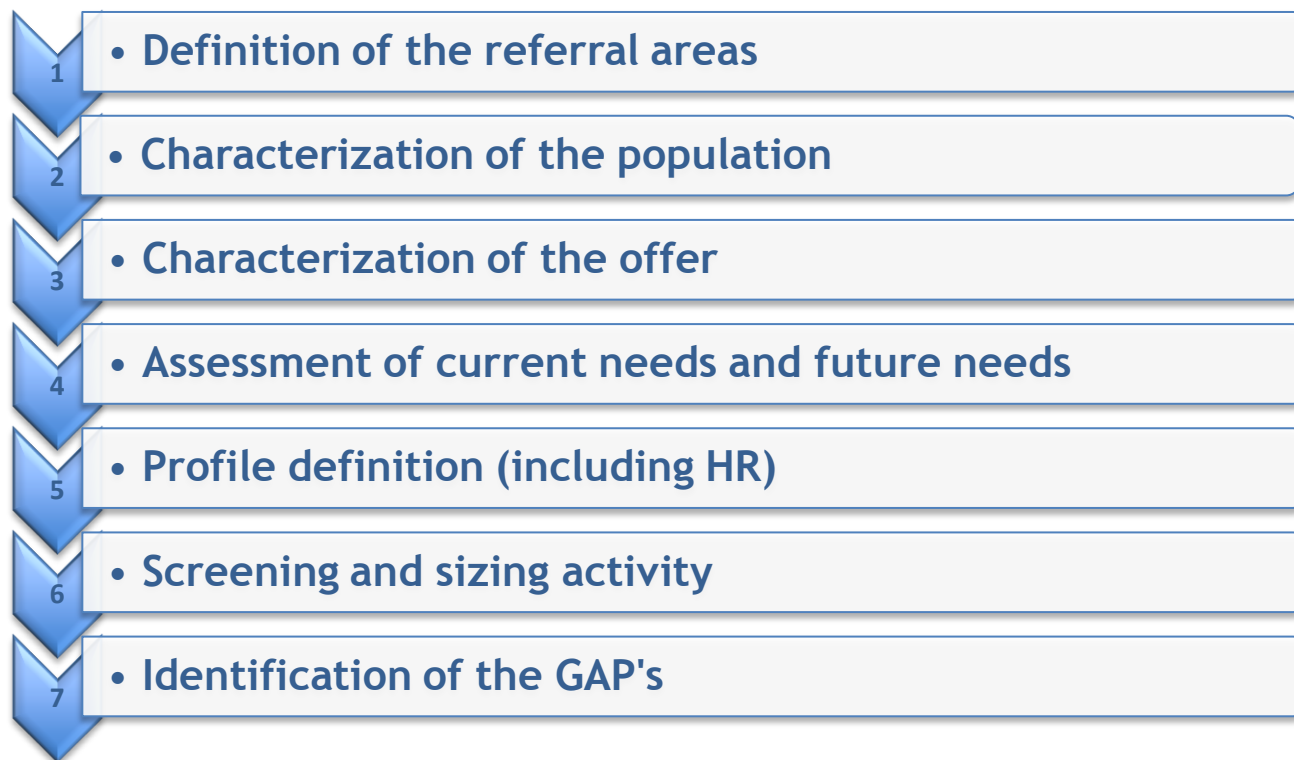 1 • Definition of the referral areas
2 • Characterization of the population
3 • Characterization of the offer
4 • Assessment of current needs and future needs
5 • Profile definition (including HR)
6 • Screening and sizing activity
7 • Identification of the GAP's